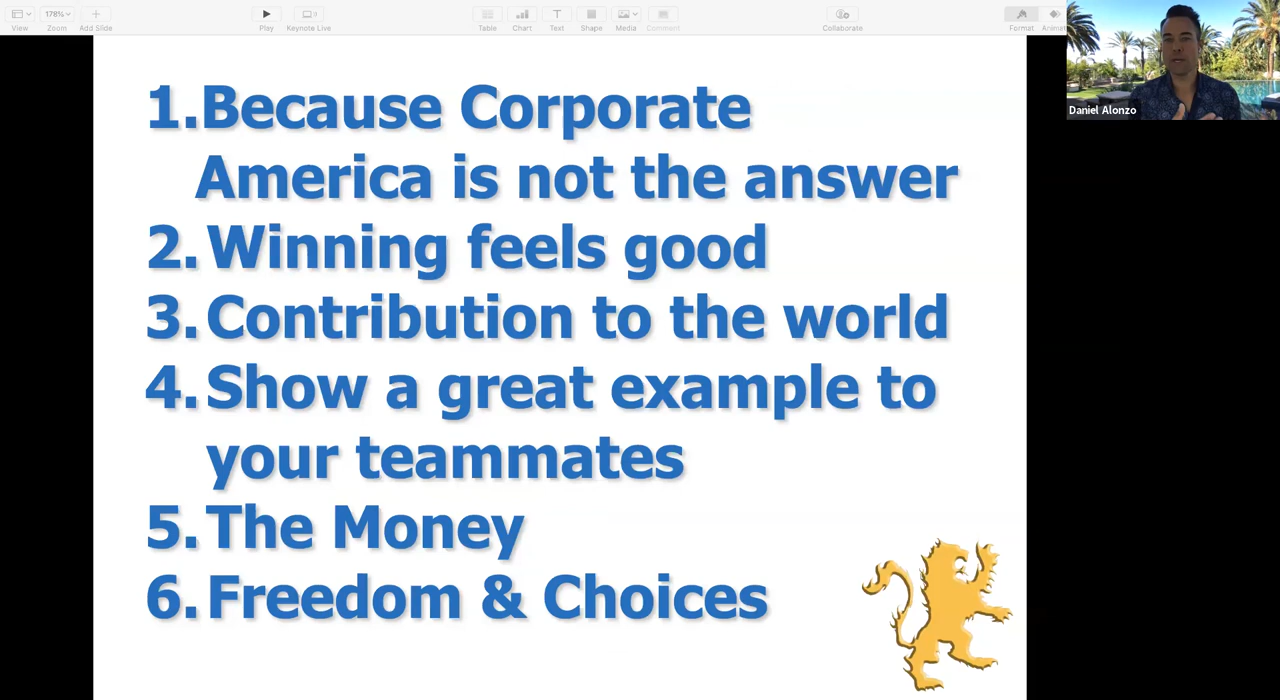 View
178%
Zoom
Add Slide
Play
Keynote Live
Table
Chart
Text
Shape
Media
Comment
Collaborate
Format
Animat
Daniel Alonzo
1.Because Corporate
America is not the answer
2.Winning feels good
3.Contribution to the world
4.Show a great example to
your teammates
5.The Money
6.Freedom & Choices